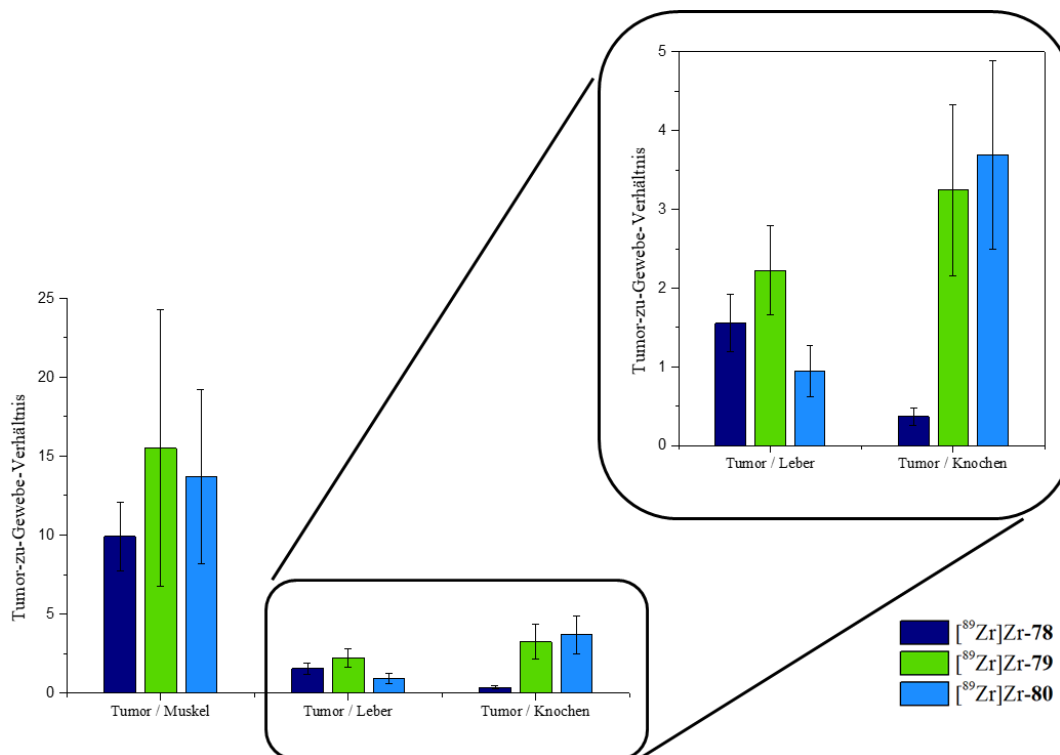 5
4
3
2
1
0
Tumor-zu-Gewebe-Verhältnis
Tumor / Leber
Tumor / Knochen
25
20
15
10
5
0
Tumor-zu-Gewebe-Verhältnis
Tumor / Muskel
Tumor / Leber
Tumor / Knochen
[⁸⁹Zr]Zr-78
[⁸⁹Zr]Zr-79
[⁸⁹Zr]Zr-80